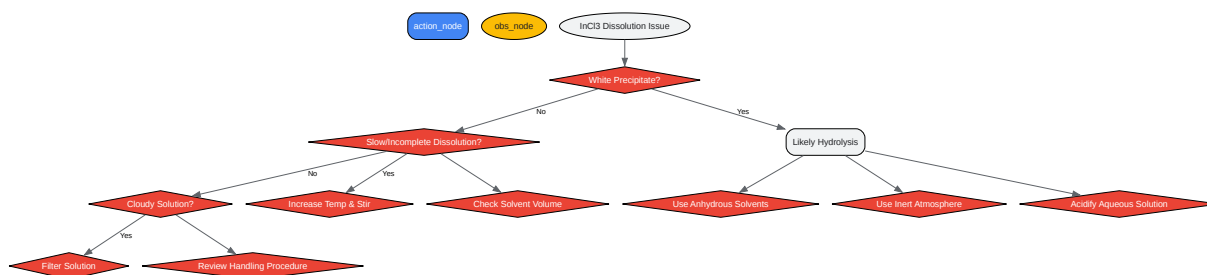 action_node
obs_node
InCl3 Dissolution Issue
White Precipitate?
No
Yes
Slow/Incomplete Dissolution?
Likely Hydrolysis
No
Yes
Cloudy Solution?
Increase Temp & Stir
Check Solvent Volume
Use Anhydrous Solvents
Use Inert Atmosphere
Acidify Aqueous Solution
Yes
Filter Solution
Review Handling Procedure